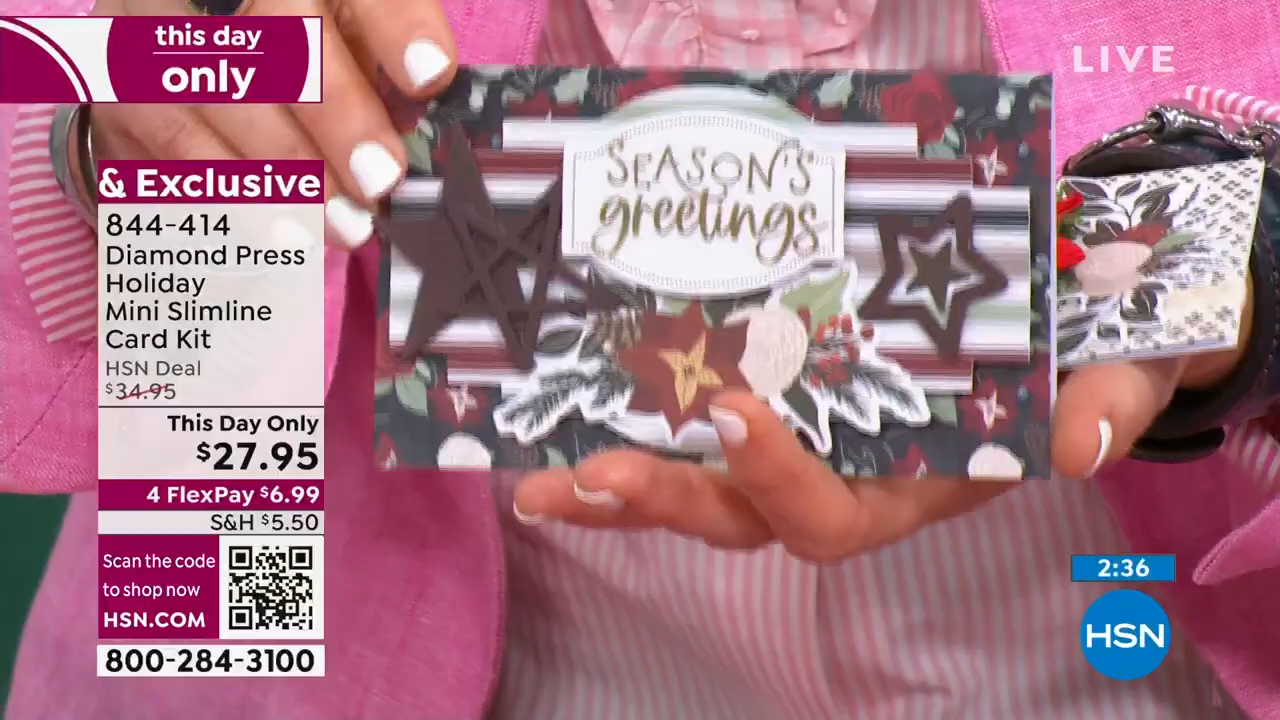 this day
only
& Exclusive
844-414
Diamond Press
Holiday
Mini Slimline
Card Kit
HSN Deal
$34.95
This Day Only
$27.95
4 FlexPay $6.99
S&H $5.50
Scan the code
to shop now
HSN.COM
800-284-3100
SEASON'S
greetings
LIVE
2:36
HSN